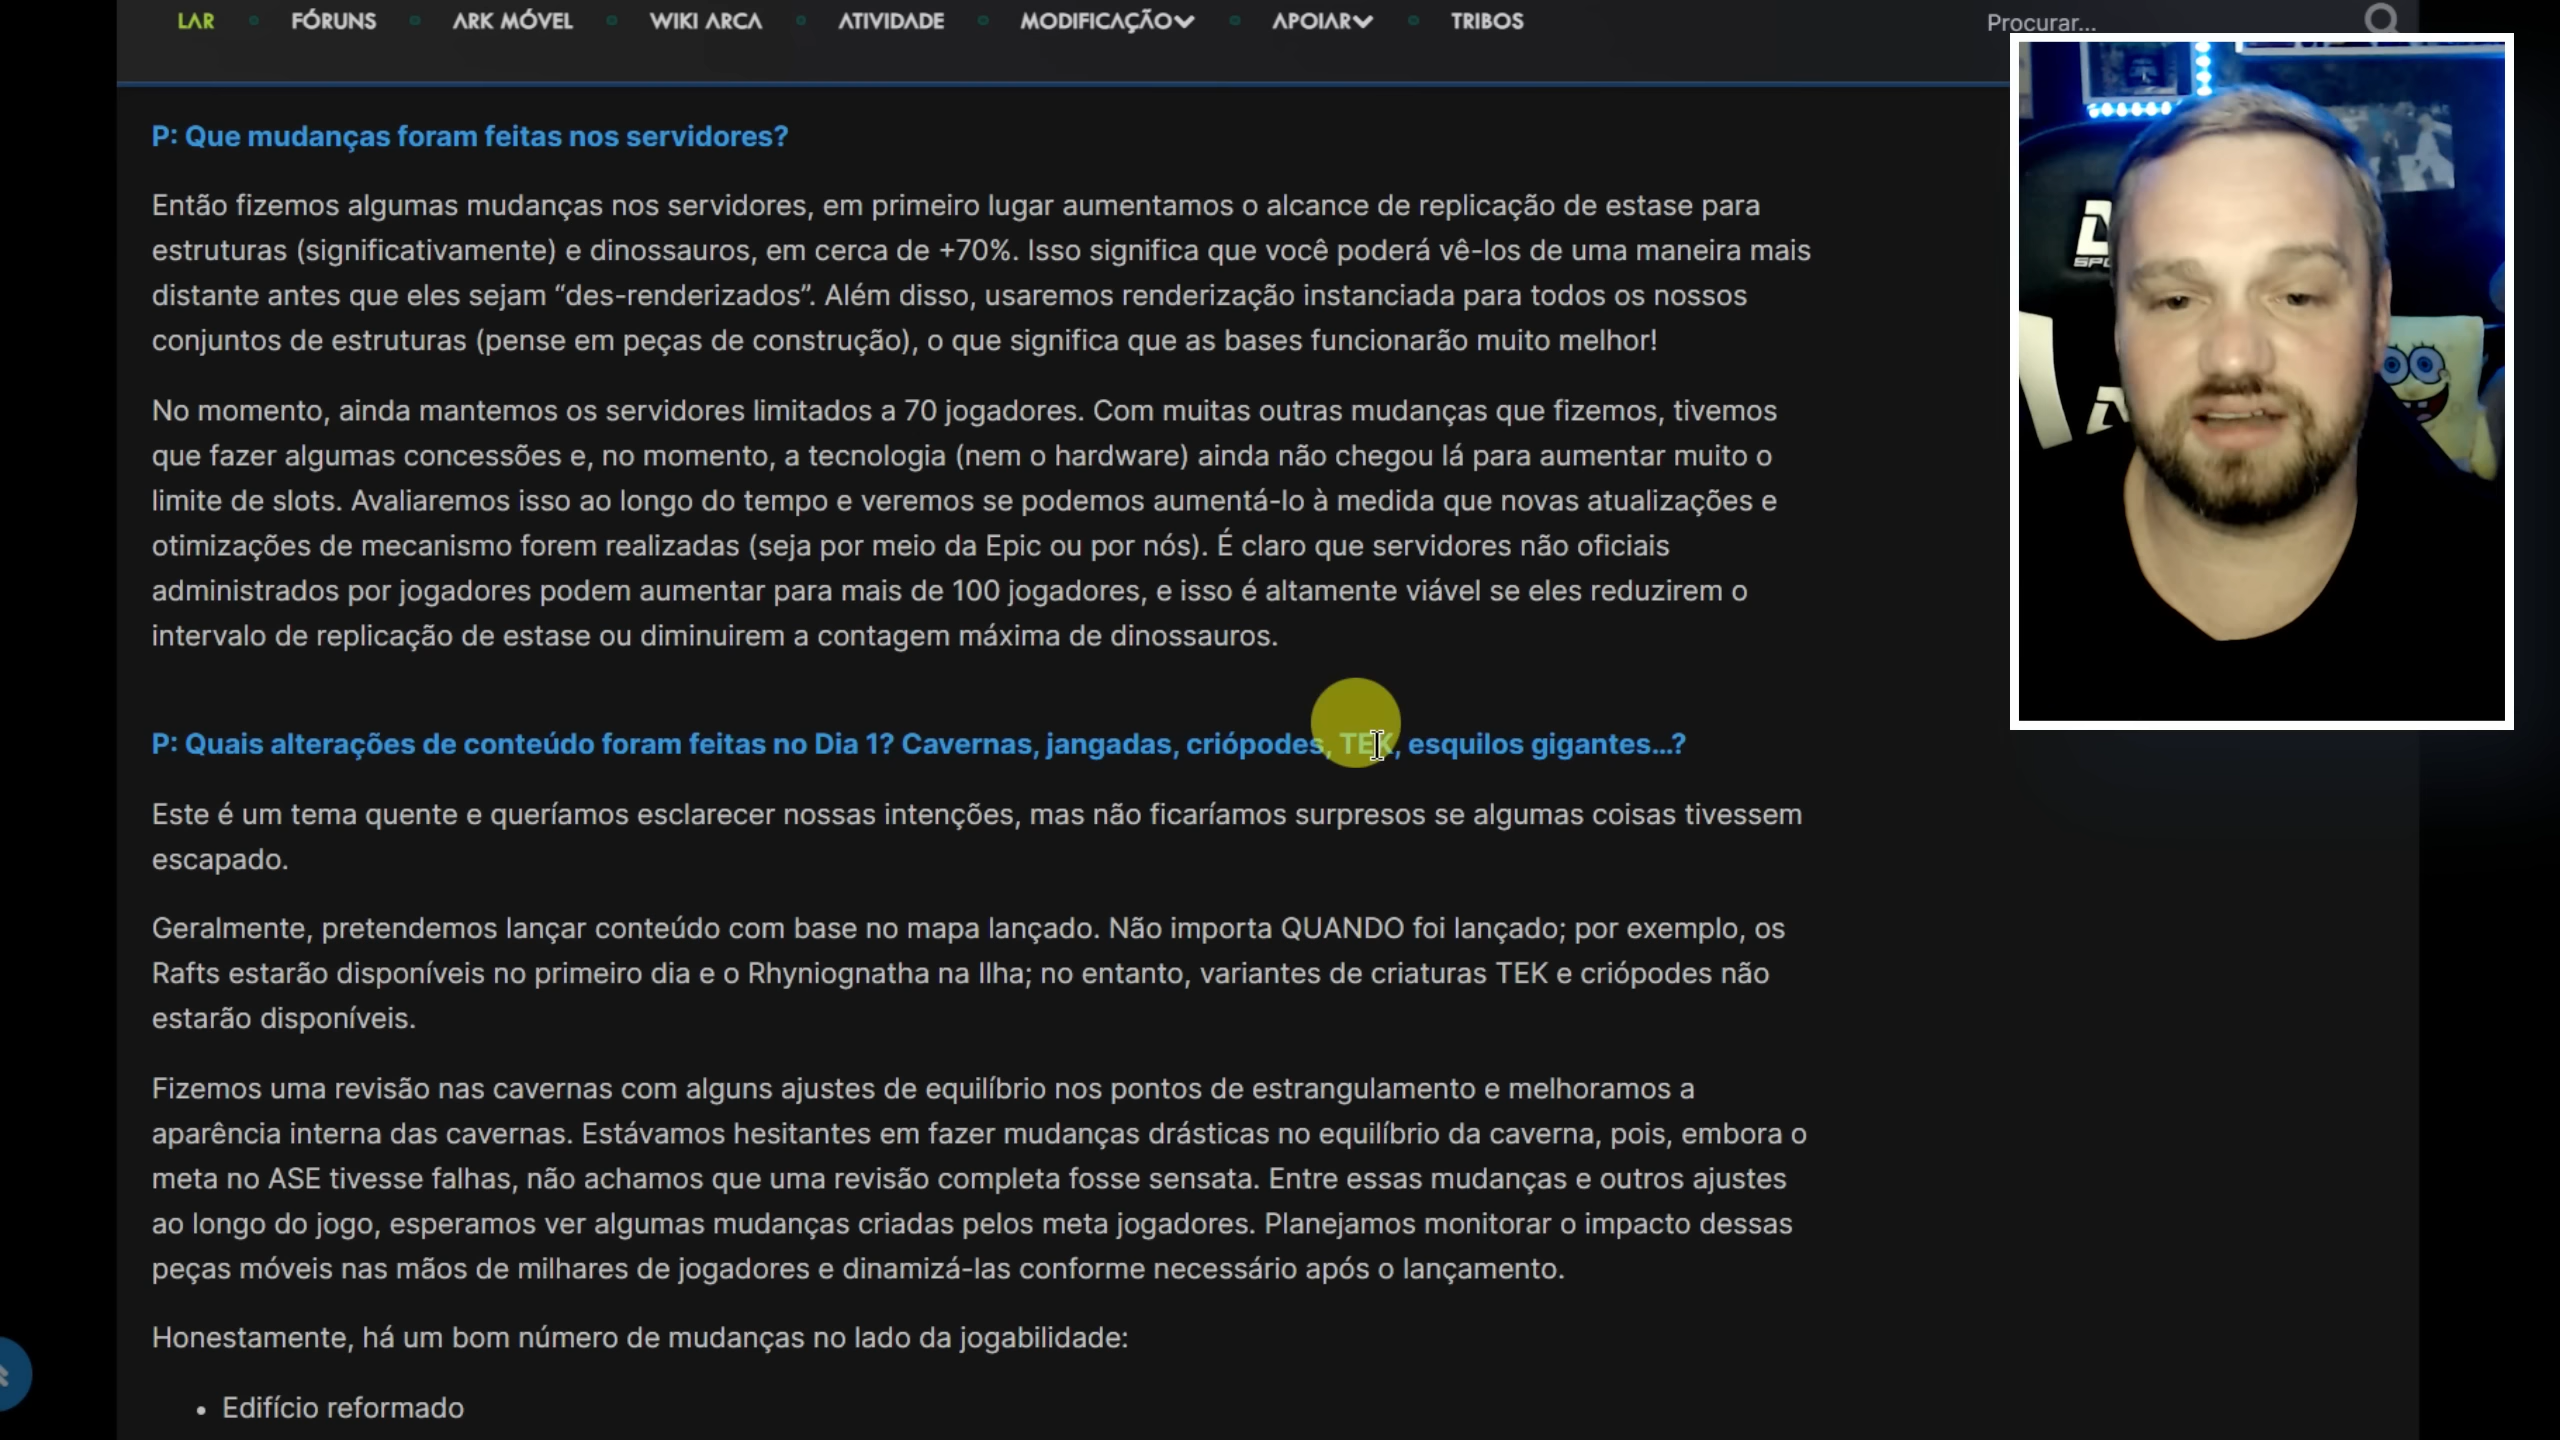 LAR FÓRUNS ARK MÓVEL WIKI ARCA ATIVIDADE MODIFICAÇÃO APOIAR TRIBOS Procurar...
P: Que mudanças foram feitas nos servidores?
Então fizemos algumas mudanças nos servidores, em primeiro lugar aumentamos o alcance de replicação de estase para
estruturas (significativamente) e dinossauros, em cerca de +70%. Isso significa que você poderá vê-los de uma maneira mais
distante antes que eles sejam “des-renderizados”. Além disso, usaremos renderização instanciada para todos os nossos
conjuntos de estruturas (pense em peças de construção), o que significa que as bases funcionarão muito melhor!
No momento, ainda mantemos os servidores limitados a 70 jogadores. Com muitas outras mudanças que fizemos, tivemos
que fazer algumas concessões e, no momento, a tecnologia (nem o hardware) ainda não chegou lá para aumentar muito o
limite de slots. Avaliaremos isso ao longo do tempo e veremos se podemos aumentá-lo à medida que novas atualizações e
otimizações de mecanismo forem realizadas (seja por meio da Epic ou por nós). É claro que servidores não oficiais
administrados por jogadores podem aumentar para mais de 100 jogadores, e isso é altamente viável se eles reduzirem o
intervalo de replicação de estase ou diminuirem a contagem máxima de dinossauros.
P: Quais alterações de conteúdo foram feitas no Dia 1? Cavernas, jangadas, criópodes, TEK, esquilos gigantes...?
Este é um tema quente e queríamos esclarecer nossas intenções, mas não ficaríamos surpresos se algumas coisas tivessem
escapado.
Geralmente, pretendemos lançar conteúdo com base no mapa lançado. Não importa QUANDO foi lançado; por exemplo, os
Rafts estarão disponíveis no primeiro dia e o Rhyniognatha na Ilha; no entanto, variantes de criaturas TEK e criópodes não
estarão disponíveis.
Fizemos uma revisão nas cavernas com alguns ajustes de equilíbrio nos pontos de estrangulamento e melhoramos a
aparência interna das cavernas. Estávamos hesitantes em fazer mudanças drásticas no equilíbrio da caverna, pois, embora o
meta no ASE tivesse falhas, não achamos que uma revisão completa fosse sensata. Entre essas mudanças e outros ajustes
ao longo do jogo, esperamos ver algumas mudanças criadas pelos meta jogadores. Planejamos monitorar o impacto dessas
peças móveis nas mãos de milhares de jogadores e dinamizá-las conforme necessário após o lançamento.
Honestamente, há um bom número de mudanças no lado da jogabilidade:
• Edifício reformado